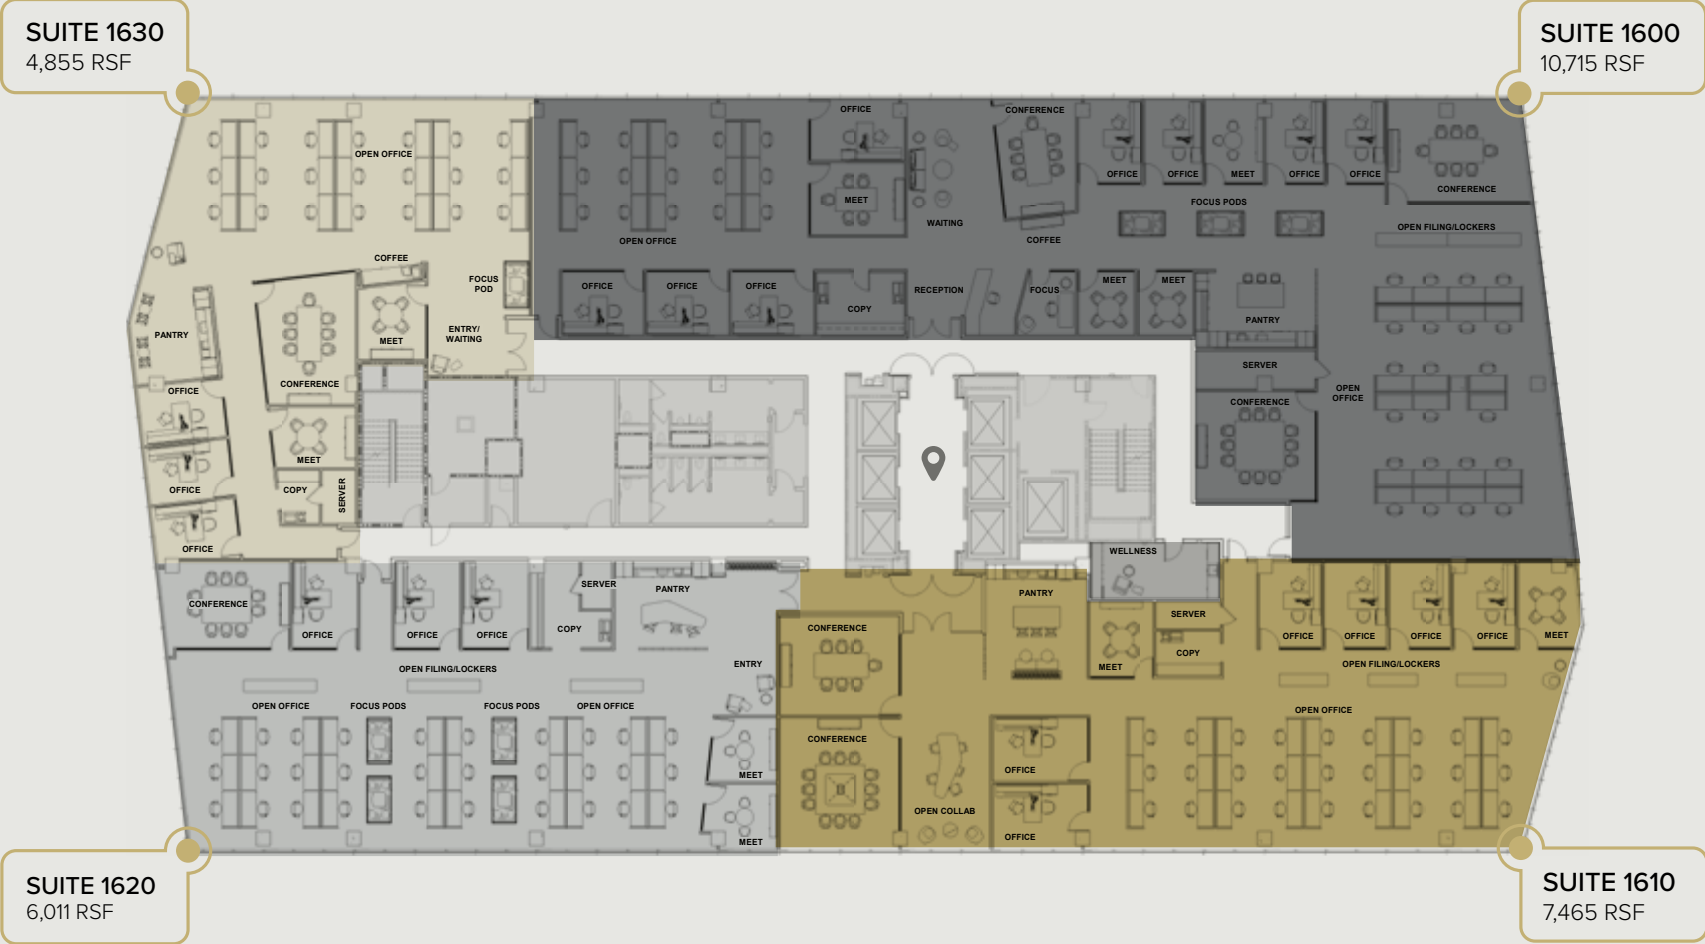 SUITE 1630
4,855 RSF
SUITE 1600
10,715 RSF
OPEN OFFICE
COFFEE
FOCUS
POD
PANTRY
ENTRY/
WAITING
MEET
CONFERENCE
OFFICE
MEET
OFFICE
COPY
SERVER
OFFICE
OFFICE
CONFERENCE
MEET
WAITING
OPEN OFFICE
COFFEE
OFFICE
OFFICE
MEET
OFFICE
OFFICE
CONFERENCE
FOCUS PODS
OPEN FILING/LOCKERS
OFFICE
OFFICE
OFFICE
COPY
RECEPTION
FOCUS
MEET
MEET
PANTRY
SERVER
CONFERENCE
OPEN
OFFICE
WELLNESS
CONFERENCE
OFFICE
OFFICE
OFFICE
SERVER
COPY
PANTRY
ENTRY
OPEN FILING/LOCKERS
OPEN OFFICE
FOCUS PODS
FOCUS PODS
OPEN OFFICE
MEET
MEET
CONFERENCE
CONFERENCE
PANTRY
MEET
SERVER
COPY
OFFICE
OFFICE
OFFICE
OFFICE
MEET
OPEN FILING/LOCKERS
OPEN OFFICE
OFFICE
OPEN COLLAB
OFFICE
SUITE 1620
6,011 RSF
SUITE 1610
7,465 RSF